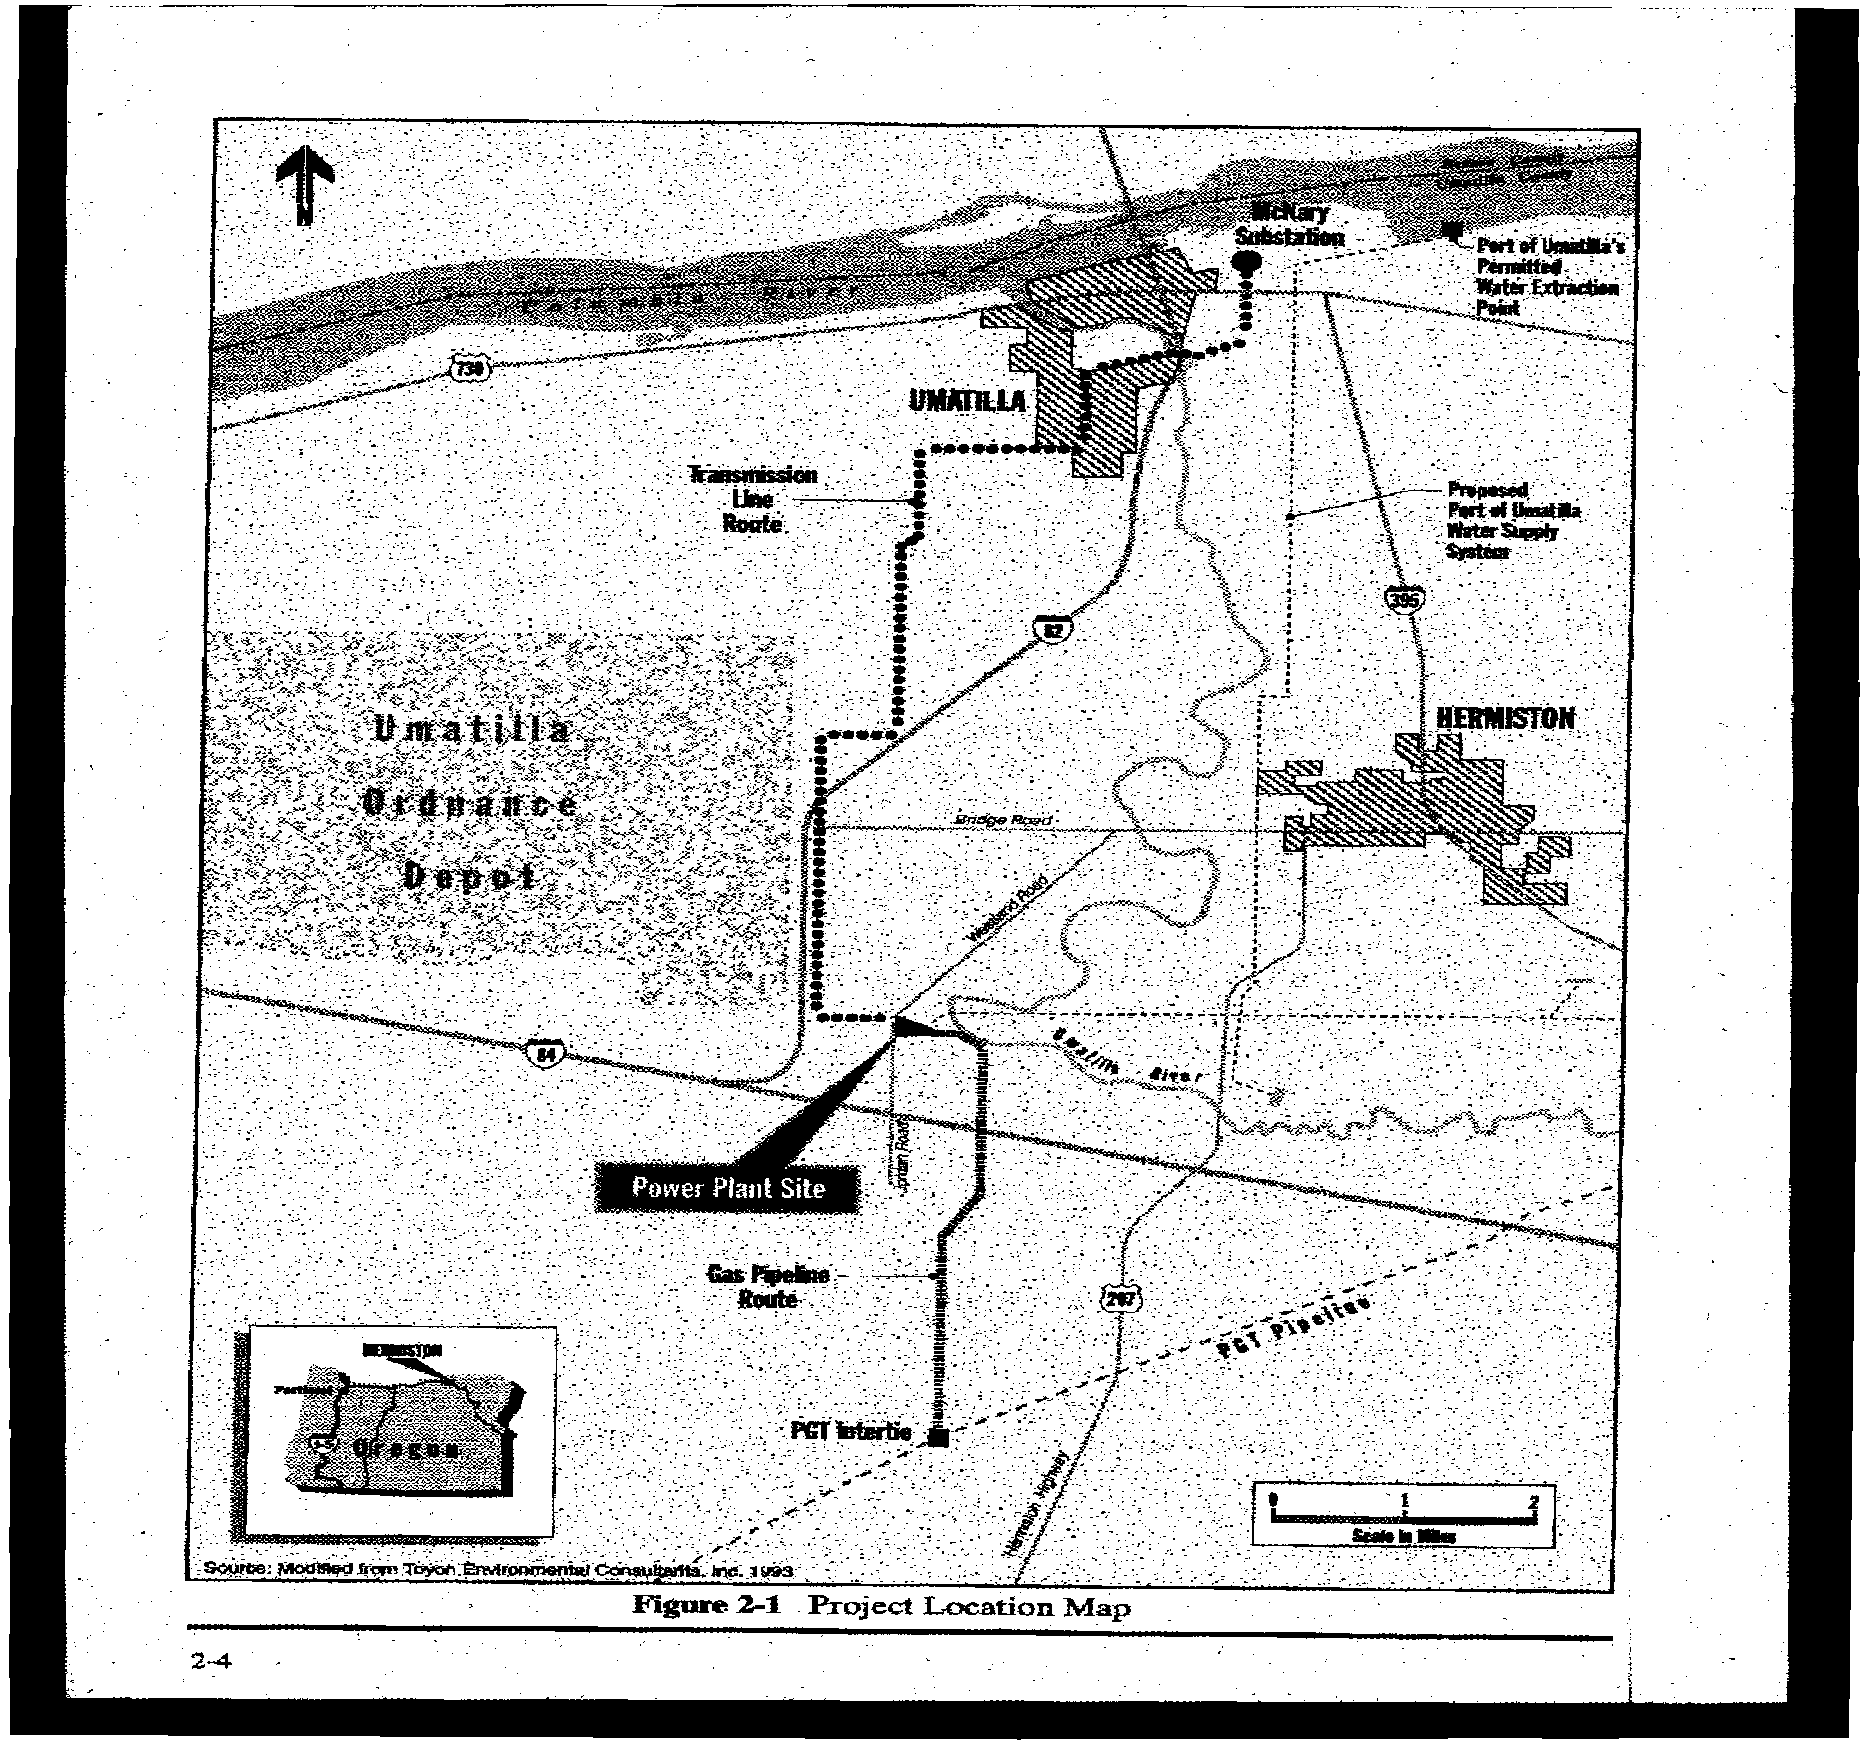 N
McNary
Substation
Port of Umatilla's
Permitted
Water Extraction
Point
730
UMATILLA
Transmission
Line
Route
Proposed
Port of Umatilla
Water Supply
System
395
82
Umatilla
Ordnance
Depot
HERMISTON
Bridge Road
Westland Road
84
Umatilla River
Power Plant Site
Gas Pipeline
Route
207
PGT Pipeline
HERMISTON
Portland
Oregon
PGT Intertie
Hermiston Highway
0 1 2
Scale in Miles
Source: Modified from Toyon Environmental Consultants, Inc. 1993
Figure 2-1 Project Location Map
2-4